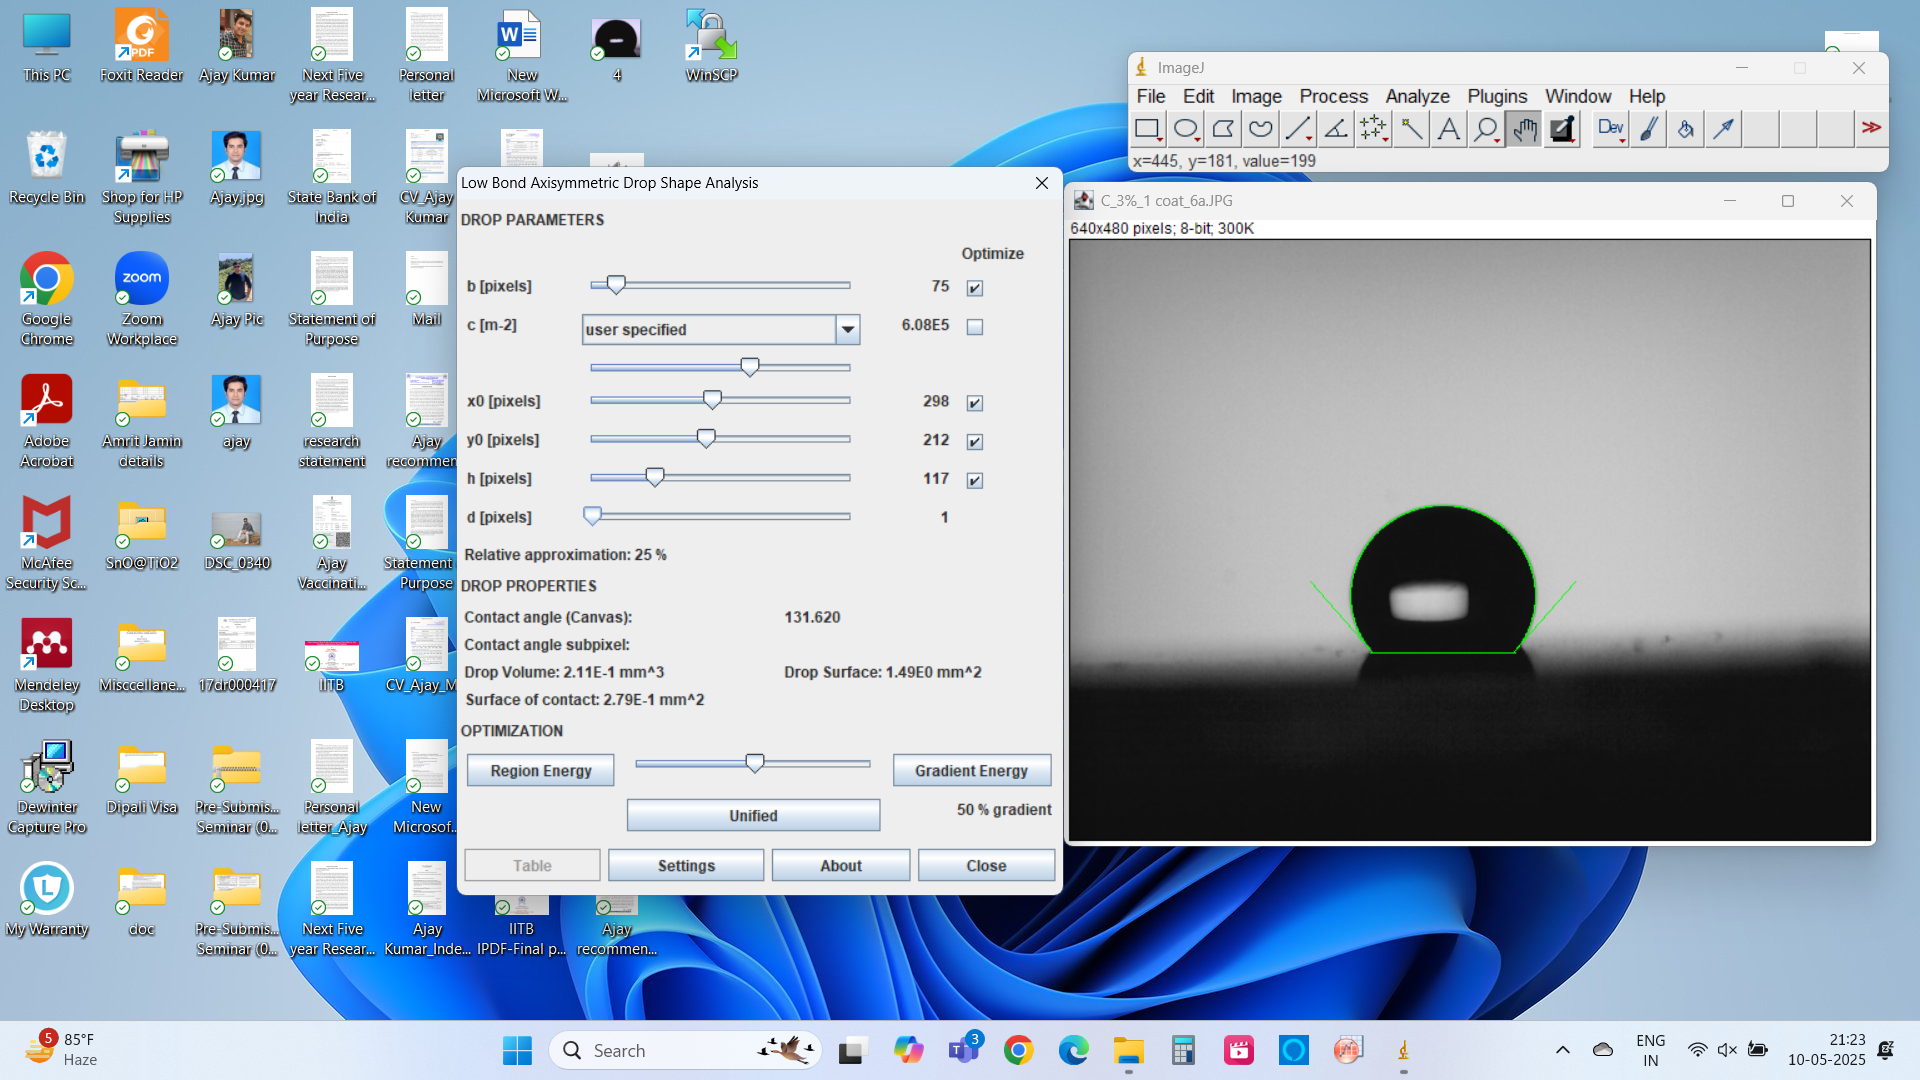 This PC
Foxit Reader
Ajay Kumar
Next Five
year Resear...
Personal
letter
New
Microsoft W...
4
WinSCP
Recycle Bin
Shop for HP
Supplies
Ajay.jpg
State Bank of
India
CV_Ajay
Kumar
Google
Chrome
zoom
Zoom
Workplace
Ajay Pic
Statement of
Purpose
Mail
Adobe
Acrobat
Amrit Jamin
details
ajay
research
statement
Ajay
recommen
McAfee
Security Sc...
SnO@TiO2
DSC_0340
Ajay
Vaccinati...
Statement
Purpose
Mendeley
Desktop
Misccellane...
17dr000417
IITB
CV_Ajay_M
Dewinter
Capture Pro
Dipali Visa
Pre-Submis...
Seminar (0...
Personal
letter_Ajay
New
Microsof...
My Warranty
doc
Pre-Submis...
Seminar (0...
Next Five
year Resear...
Ajay
Kumar_Inde...
IITB
IPDF-Final p...
Ajay
recommen...
Low Bond Axisymmetric Drop Shape Analysis
DROP PARAMETERS
Optimize
b [pixels]
75
c [m-2]
user specified
6.08E5
x0 [pixels]
298
y0 [pixels]
212
h [pixels]
117
d [pixels]
1
Relative approximation: 25 %
DROP PROPERTIES
Contact angle (Canvas):
131.620
Contact angle subpixel:
Drop Volume: 2.11E-1 mm^3
Drop Surface: 1.49E0 mm^2
Surface of contact: 2.79E-1 mm^2
OPTIMIZATION
Region Energy
Gradient Energy
Unified
50 % gradient
Table
Settings
About
Close
ImageJ
File Edit Image Process Analyze Plugins Window Help
Dev
x=445, y=181, value=199
C_3%_1 coat_6a.JPG
640x480 pixels; 8-bit; 300K
5
85°F
Haze
Search
3
ENG
IN
21:23
10-05-2025